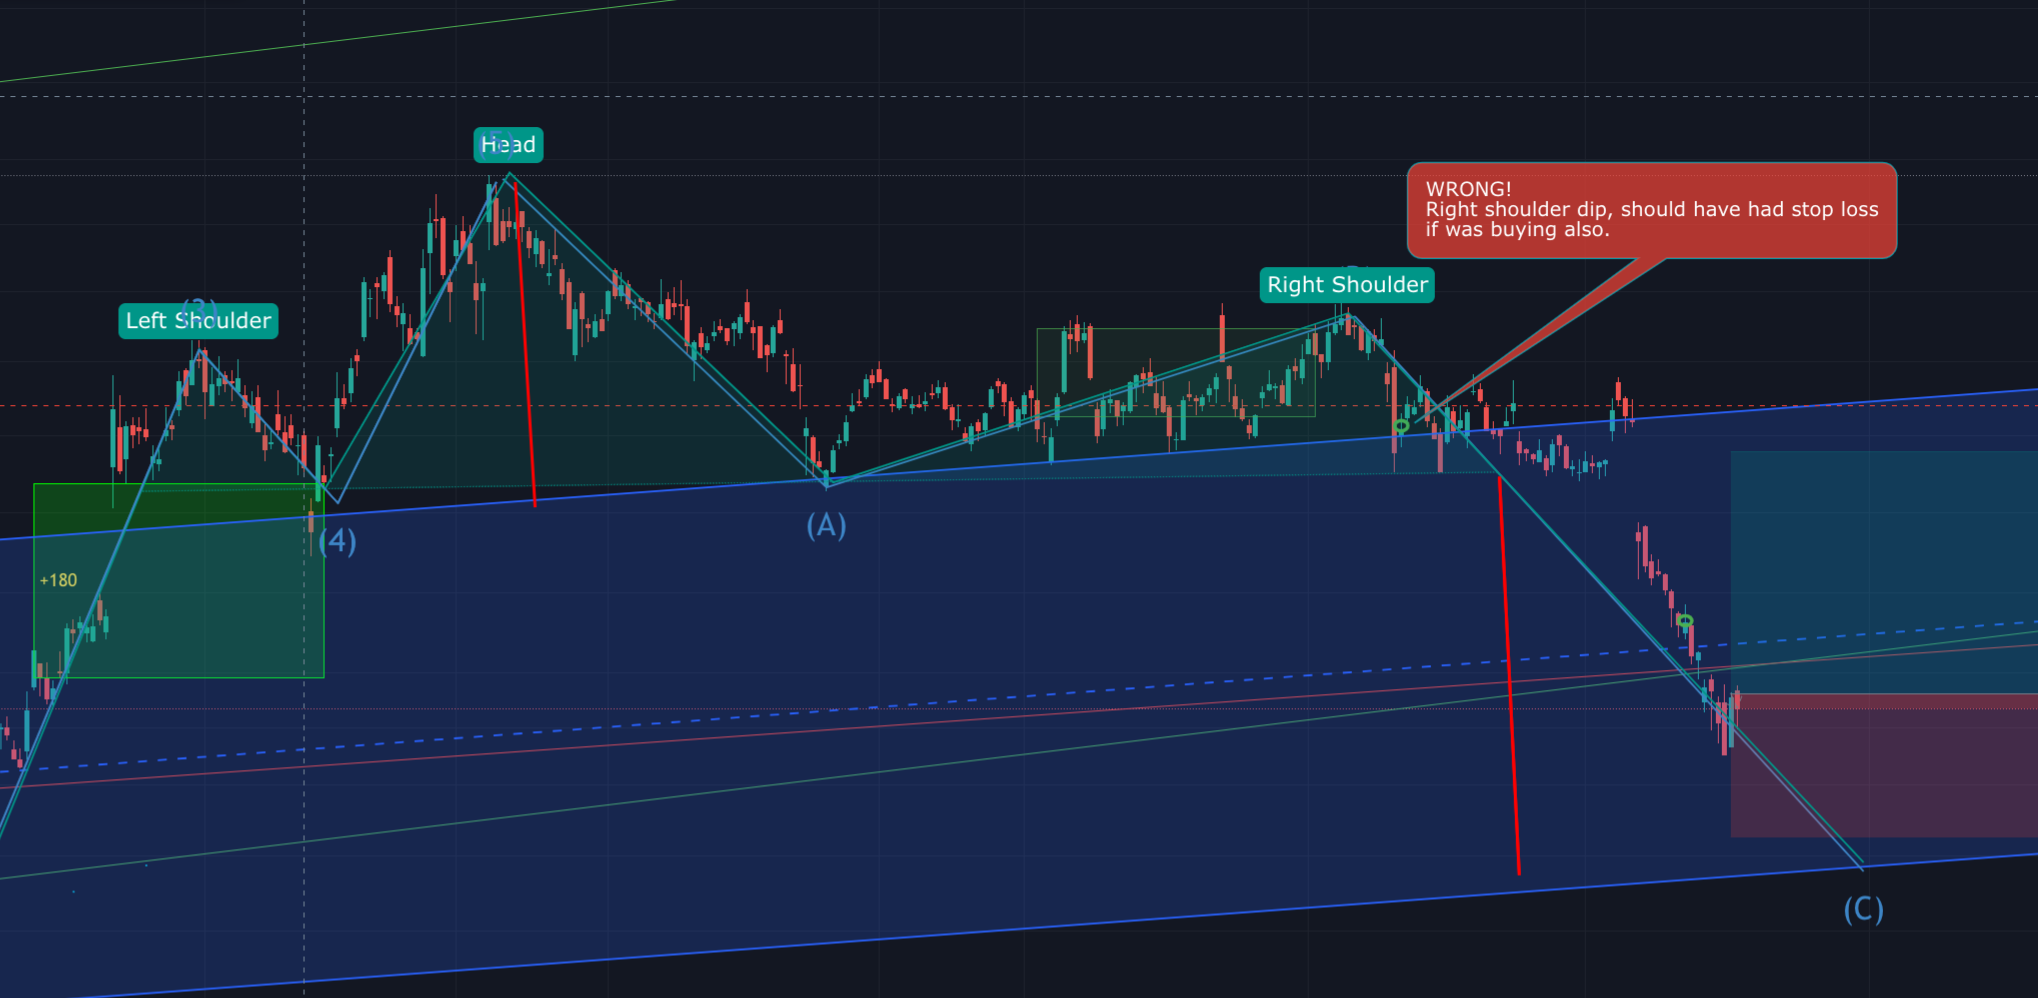 Head
(5)
WRONG!
Right shoulder dip, should have had stop loss
if was buying also.
Right Shoulder
Left Shoulder
(3)
(4)
(A)
+180
(C)